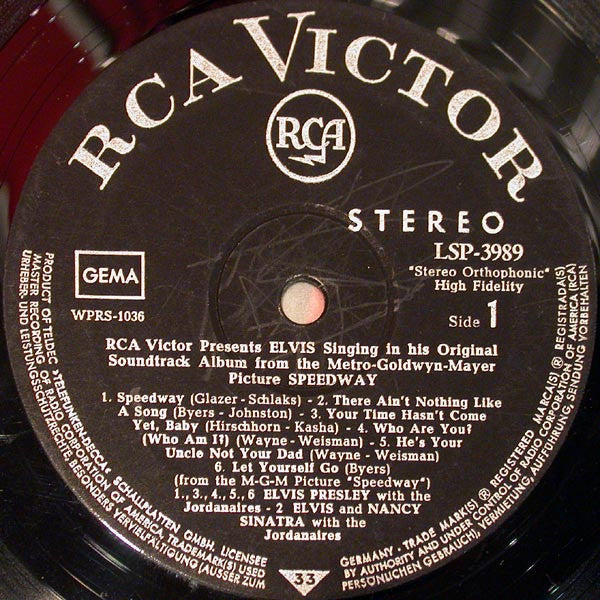 RCA VICTOR
RCA
STEREO
LSP-3989
"Stereo Orthophonic"
High Fidelity
GEMA
WPRS-1036
Side 1
RCA Victor Presents ELVIS Singing in his Original
Soundtrack Album from the Metro-Goldwyn-Mayer
Picture SPEEDWAY
1. Speedway (Glazer - Schlaks) - 2. There Ain't Nothing Like
A Song (Byers - Johnston) - 3. Your Time Hasn't Come
Yet, Baby (Hirschhorn - Kasha) - 4. Who Are You?
(Who Am I?) (Wayne - Weisman) - 5. He's Your
Uncle Not Your Dad (Wayne - Weisman)
6. Let Yourself Go (Byers)
(from the M-G-M Picture "Speedway")
1., 3., 4., 5., 6 ELVIS PRESLEY with the
Jordanaires - 2 ELVIS and NANCY
SINATRA with the
Jordanaires
33
PRODUCT OF TELDEC »TELEFUNKEN-DECCA« SCHALLPLATTEN GMBH, LICENSEE
MASTER RECORDING OF RADIO CORPORATION OF AMERICA, TRADEMARK(S) USED
URHEBER- UND LEISTUNGSSCHUTZRECHTE, BESONDERS VERVIELFÄLTIGUNG (AUSSER ZUM
GERMANY - TRADE MARK(S) ® REGISTERED MARCA(S) ® REGISTRADA(S)
BY AUTHORITY AND UNDER CONTROL OF RADIO CORPORATION OF AMERICA (RCA)
PERSÖNLICHEN GEBRAUCH), VERMIETUNG, AUFFÜHRUNG, SENDUNG VORBEHALTEN